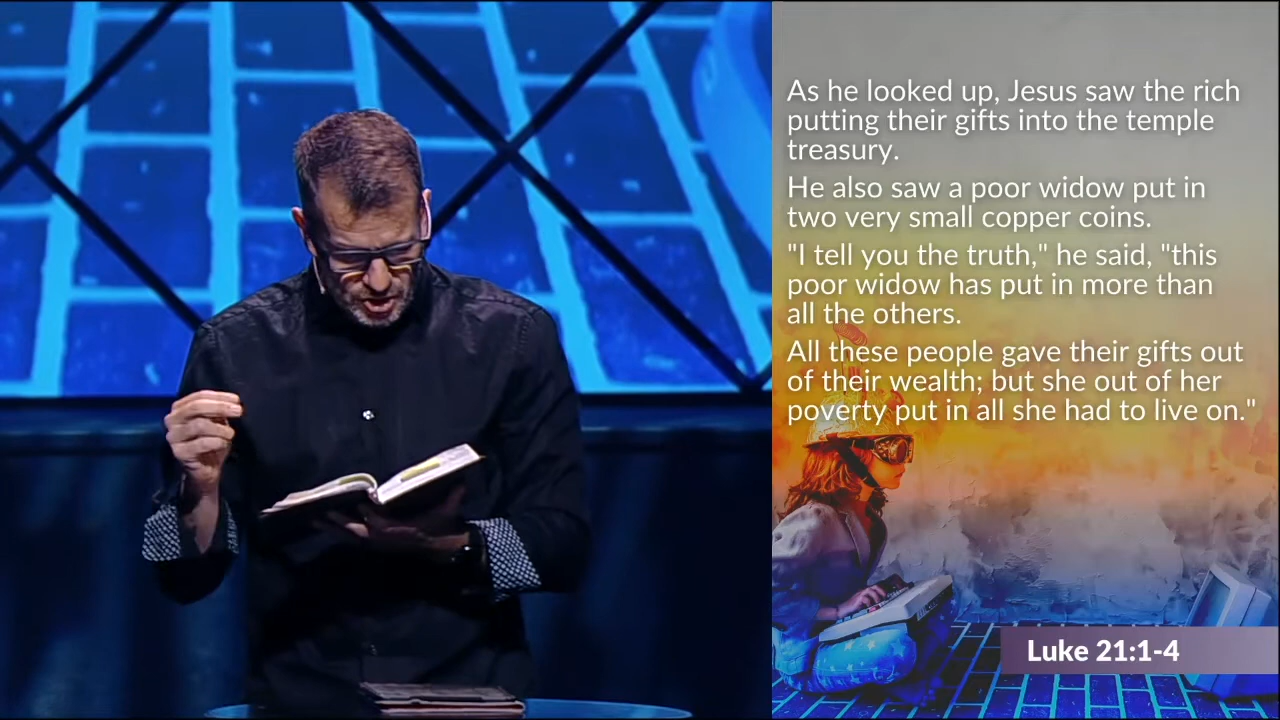 As he looked up, Jesus saw the rich
putting their gifts into the temple
treasury.
He also saw a poor widow put in
two very small copper coins.
"I tell you the truth," he said, "this
poor widow has put in more than
all the others.
All these people gave their gifts out
of their wealth; but she out of her
poverty put in all she had to live on."
Luke 21:1-4